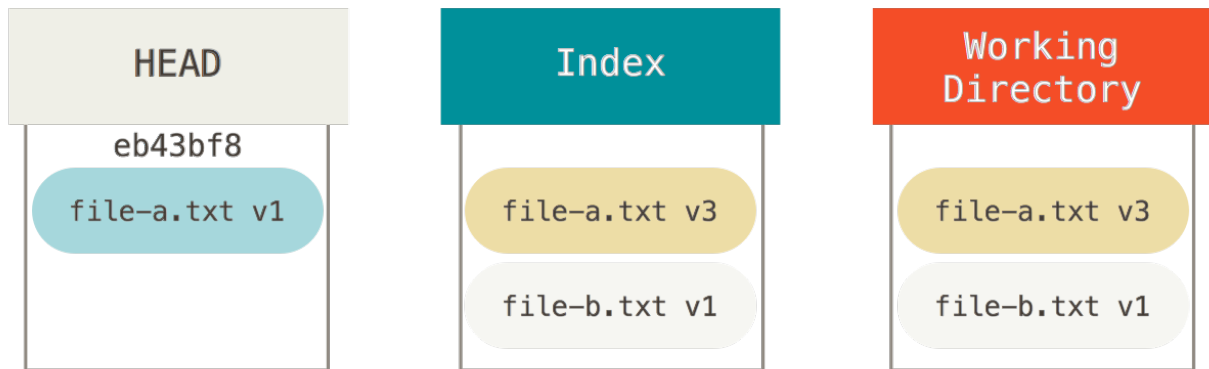 HEAD
Index
Working
Directory
eb43bf8
file-a.txt v1
file-a.txt v3
file-a.txt v3
file-b.txt v1
file-b.txt v1